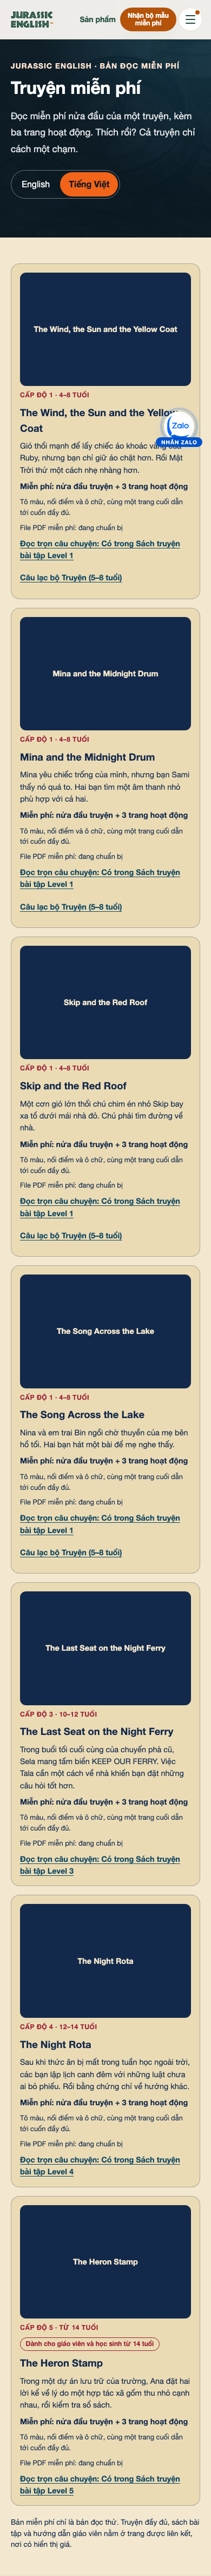 JURASSIC
ENGLISH
Sản phẩm
Nhận bộ mẫu
miễn phí
JURASSIC ENGLISH · BẢN ĐỌC MIỄN PHÍ
Truyện miễn phí
Đọc miễn phí nửa đầu của một truyện, kèm
ba trang hoạt động. Thích rồi? Cả truyện chỉ
cách một chạm.
English
Tiếng Việt
The Wind, the Sun and the Yellow Coat
CẤP ĐỘ 1 · 4–8 TUỔI
The Wind, the Sun and the Yellow
Coat
Zalo
NHẮN ZALO
Gió thổi mạnh để lấy chiếc áo khoác vàng của
Ruby, nhưng bạn chỉ giữ áo chặt hơn. Rồi Mặt
Trời thử một cách nhẹ nhàng hơn.
Miễn phí: nửa đầu truyện + 3 trang hoạt động
Tô màu, nối điểm và ô chữ, cùng một trang cuối dẫn
tới cuốn đầy đủ.
File PDF miễn phí: đang chuẩn bị
Đọc trọn câu chuyện: Có trong Sách truyện
bài tập Level 1
Câu lạc bộ Truyện (5–8 tuổi)
Mina and the Midnight Drum
CẤP ĐỘ 1 · 4–8 TUỔI
Mina and the Midnight Drum
Mina yêu chiếc trống của mình, nhưng bạn Sami
thấy nó quá to. Hai bạn tìm một âm thanh nhỏ
phù hợp với cả hai.
Miễn phí: nửa đầu truyện + 3 trang hoạt động
Tô màu, nối điểm và ô chữ, cùng một trang cuối dẫn
tới cuốn đầy đủ.
File PDF miễn phí: đang chuẩn bị
Đọc trọn câu chuyện: Có trong Sách truyện
bài tập Level 1
Câu lạc bộ Truyện (5–8 tuổi)
Skip and the Red Roof
CẤP ĐỘ 1 · 4–8 TUỔI
Skip and the Red Roof
Một cơn gió lớn thổi chú chim én nhỏ Skip bay
xa tổ dưới mái nhà đỏ. Chú phải tìm đường về
nhà.
Miễn phí: nửa đầu truyện + 3 trang hoạt động
Tô màu, nối điểm và ô chữ, cùng một trang cuối dẫn
tới cuốn đầy đủ.
File PDF miễn phí: đang chuẩn bị
Đọc trọn câu chuyện: Có trong Sách truyện
bài tập Level 1
Câu lạc bộ Truyện (5–8 tuổi)
The Song Across the Lake
CẤP ĐỘ 1 · 4–8 TUỔI
The Song Across the Lake
Nina và em trai Bin ngồi chờ thuyền của mẹ bên
hồ tối. Hai bạn hát một bài để mẹ nghe thấy.
Miễn phí: nửa đầu truyện + 3 trang hoạt động
Tô màu, nối điểm và ô chữ, cùng một trang cuối dẫn
tới cuốn đầy đủ.
File PDF miễn phí: đang chuẩn bị
Đọc trọn câu chuyện: Có trong Sách truyện
bài tập Level 1
Câu lạc bộ Truyện (5–8 tuổi)
The Last Seat on the Night Ferry
CẤP ĐỘ 3 · 10–12 TUỔI
The Last Seat on the Night Ferry
Trong buổi tối cuối cùng của chuyến phà cũ,
Sela mang tấm biển KEEP OUR FERRY. Việc
Tala cần một cách về nhà khiến bạn đặt những
câu hỏi tốt hơn.
Miễn phí: nửa đầu truyện + 3 trang hoạt động
Tô màu, nối điểm và ô chữ, cùng một trang cuối dẫn
tới cuốn đầy đủ.
File PDF miễn phí: đang chuẩn bị
Đọc trọn câu chuyện: Có trong Sách truyện
bài tập Level 3
The Night Rota
CẤP ĐỘ 4 · 12–14 TUỔI
The Night Rota
Sau khi thức ăn bị mất trong tuần học ngoài trời,
các bạn lập lịch canh đêm với những luật chưa
ai bỏ phiếu. Rồi bằng chứng chỉ về hướng khác.
Miễn phí: nửa đầu truyện + 3 trang hoạt động
Tô màu, nối điểm và ô chữ, cùng một trang cuối dẫn
tới cuốn đầy đủ.
File PDF miễn phí: đang chuẩn bị
Đọc trọn câu chuyện: Có trong Sách truyện
bài tập Level 4
The Heron Stamp
CẤP ĐỘ 5 · TỪ 14 TUỔI
Dành cho giáo viên và học sinh từ 14 tuổi
The Heron Stamp
Trong một dự án lưu trữ của trường, Ana đặt hai
lời kể về lý do một hợp tác xã gốm thu nhỏ cạnh
nhau, rồi kiểm tra sổ sách.
Miễn phí: nửa đầu truyện + 3 trang hoạt động
Tô màu, nối điểm và ô chữ, cùng một trang cuối dẫn
tới cuốn đầy đủ.
File PDF miễn phí: đang chuẩn bị
Đọc trọn câu chuyện: Có trong Sách truyện
bài tập Level 5
Bản miễn phí chỉ là bản đọc thử. Truyện đầy đủ, sách bài
tập và hướng dẫn giáo viên nằm ở trang được liên kết,
nơi có hiển thị giá.